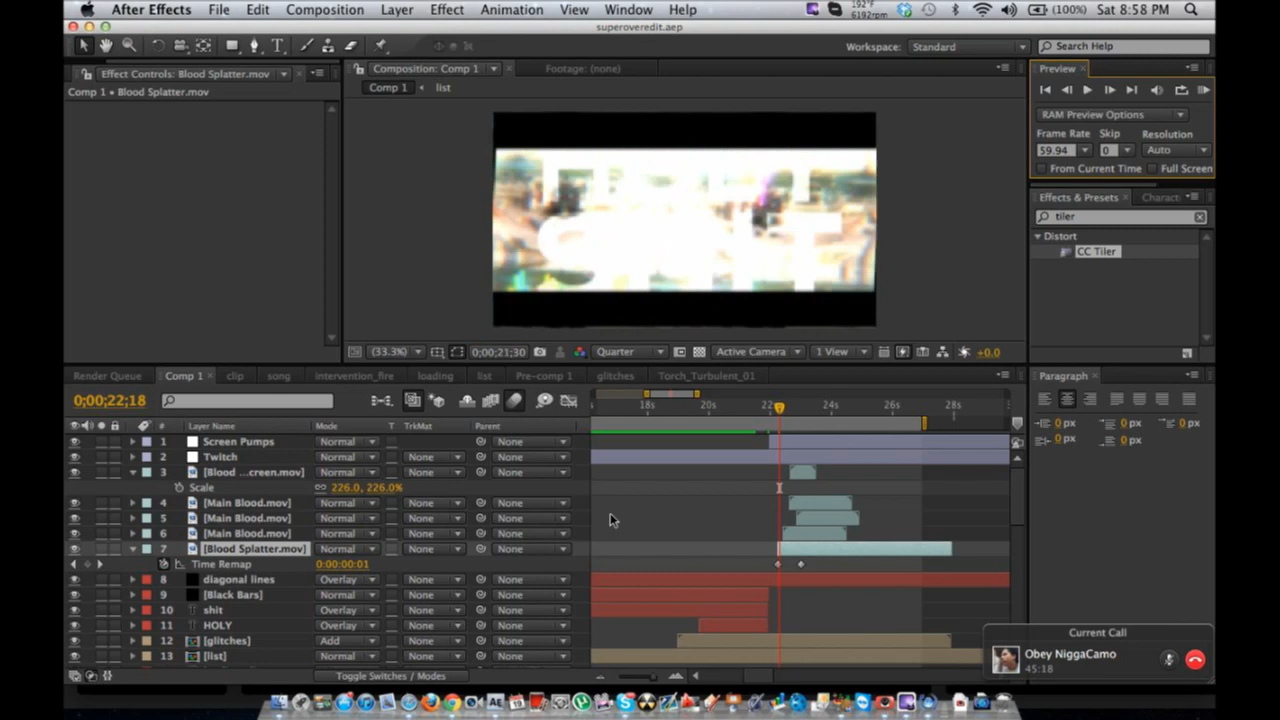 After Effects File Edit Composition Layer Effect Animation View Window Help 192°F 6192rpm (100%) Sat 8:58 PM
superoveredit.aep
Workspace: Standard Search Help
Effect Controls: Blood Splatter.mov Composition: Comp 1 Footage: (none) Preview
Comp 1 • Blood Splatter.mov Comp 1 list
RAM Preview Options
Frame Rate Skip Resolution
59.94 0 Auto
From Current Time Full Screen
Effects & Presets Charact
tiler
Distort
CC Tiler
(33.3%) 0;00;21;30 Quarter Active Camera 1 View +0.0
Render Queue Comp 1 clip song intervention_fire loading list Pre-comp 1 glitches Torch_Turbulent_01 Paragraph
0;00;22;18 18s 20s 22 24s 26s 28s
0 px 0 px 0 px
0 px 0 px
# Layer Name Mode T TrkMat Parent
1 Screen Pumps Normal None
2 Twitch Normal None None
3 [Blood ...creen.mov] Normal None None
Scale 226.0, 226.0%
4 [Main Blood.mov] Normal None None
5 [Main Blood.mov] Normal None None
6 [Main Blood.mov] Normal None None
7 [Blood Splatter.mov] Normal None None
Time Remap 0:00:00:01
8 diagonal lines Overlay None None
9 [Black Bars] Normal None None
10 shit Overlay None None
11 HOLY Overlay None None
12 [glitches] Add None None
13 [list] Normal None None
Toggle Switches / Modes
Current Call
Obey NiggaCamo
45:18